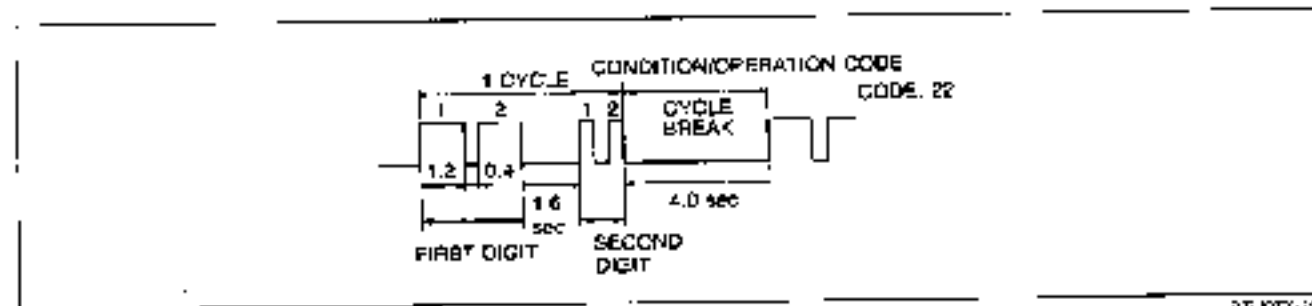 CONDITION/OPERATION CODE
1 CYCLE
CODE. 22
1 2 1 2 CYCLE
BREAK
1.2 0.4
1.6 4.0 sec
sec
FIRST DIGIT SECOND
DIGIT